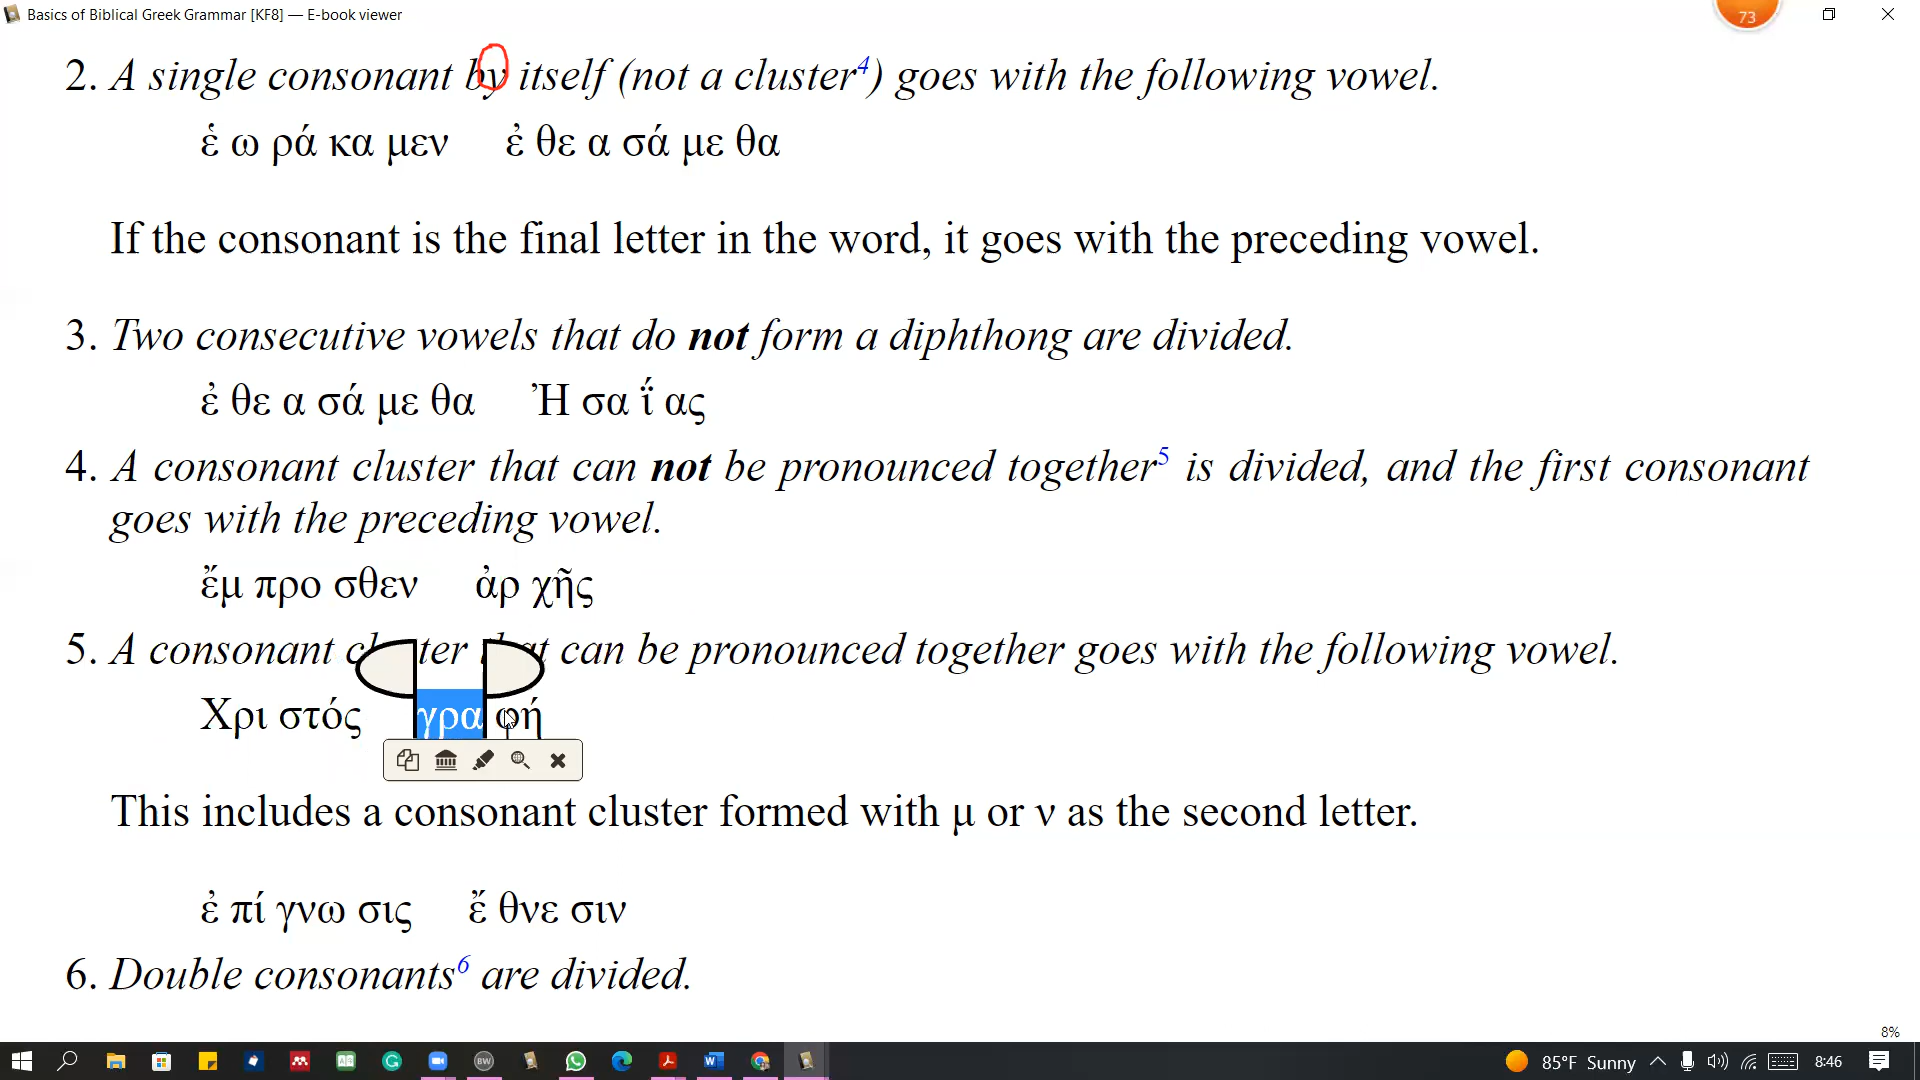 Basics of Biblical Greek Grammar [KF8] — E-book viewer
73
2. A single consonant by itself (not a cluster4) goes with the following vowel.
ἑ ω ρά κα μεν ἐ θε α σά με θα
If the consonant is the final letter in the word, it goes with the preceding vowel.
3. Two consecutive vowels that do not form a diphthong are divided.
ἐ θε α σά με θα Ἠ σα ΐ ας
4. A consonant cluster that can not be pronounced together5 is divided, and the first consonant
goes with the preceding vowel.
ἔμ προ σθεν ἀρ χῆς
5. A consonant cluster that can be pronounced together goes with the following vowel.
Χρι στός γρα φή
This includes a consonant cluster formed with μ or ν as the second letter.
ἐ πί γνω σις ἔ θνε σιν
6. Double consonants6 are divided.
8%
BW
85°F Sunny
8:46